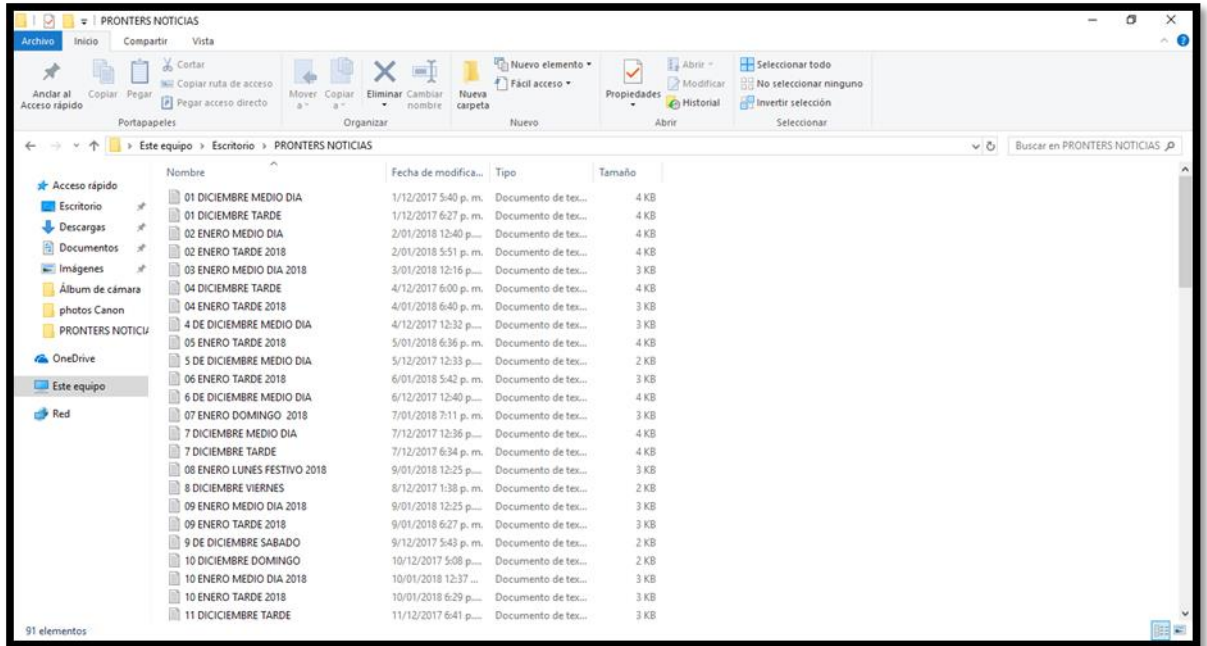 PRONTERS NOTICIAS
Archivo Inicio Compartir Vista
Anclar al Acceso rápido
Copiar
Pegar
Cortar
Copiar ruta de acceso
Pegar acceso directo
Portapapeles
Mover a
Copiar a
Eliminar
Cambiar nombre
Organizar
Nueva carpeta
Nuevo elemento
Fácil acceso
Nuevo
Propiedades
Abrir
Modificar
Historial
Abrir
Seleccionar todo
No seleccionar ninguno
Invertir selección
Seleccionar
Este equipo > Escritorio > PRONTERS NOTICIAS
Buscar en PRONTERS NOTICIAS
Acceso rápido
Escritorio
Descargas
Documentos
Imágenes
Álbum de cámara
photos Canon
PRONTERS NOTICI
OneDrive
Este equipo
Red
Nombre Fecha de modifica... Tipo Tamaño
01 DICIEMBRE MEDIO DIA 1/12/2017 5:40 p. m. Documento de tex... 4 KB
01 DICIEMBRE TARDE 1/12/2017 6:27 p. m. Documento de tex... 4 KB
02 ENERO MEDIO DIA 2/01/2018 12:40 p.... Documento de tex... 4 KB
02 ENERO TARDE 2018 2/01/2018 5:51 p. m. Documento de tex... 4 KB
03 ENERO MEDIO DIA 2018 3/01/2018 12:16 p.... Documento de tex... 3 KB
04 DICIEMBRE TARDE 4/12/2017 6:00 p. m. Documento de tex... 4 KB
04 ENERO TARDE 2018 4/01/2018 6:40 p. m. Documento de tex... 3 KB
4 DE DICIEMBRE MEDIO DIA 4/12/2017 12:32 p.... Documento de tex... 3 KB
05 ENERO TARDE 2018 5/01/2018 6:36 p. m. Documento de tex... 4 KB
5 DE DICIEMBRE MEDIO DIA 5/12/2017 12:33 p.... Documento de tex... 2 KB
06 ENERO TARDE 2018 6/01/2018 5:42 p. m. Documento de tex... 3 KB
6 DE DICIEMBRE MEDIO DIA 6/12/2017 12:40 p.... Documento de tex... 4 KB
07 ENERO DOMINGO 2018 7/01/2018 7:11 p. m. Documento de tex... 3 KB
7 DICIEMBRE MEDIO DIA 7/12/2017 12:36 p.... Documento de tex... 4 KB
7 DICIEMBRE TARDE 7/12/2017 6:34 p. m. Documento de tex... 4 KB
08 ENERO LUNES FESTIVO 2018 9/01/2018 12:25 p.... Documento de tex... 3 KB
8 DICIEMBRE VIERNES 8/12/2017 1:38 p. m. Documento de tex... 2 KB
09 ENERO MEDIO DIA 2018 9/01/2018 12:25 p.... Documento de tex... 3 KB
09 ENERO TARDE 2018 9/01/2018 6:27 p. m. Documento de tex... 3 KB
9 DE DICIEMBRE SABADO 9/12/2017 5:43 p. m. Documento de tex... 2 KB
10 DICIEMBRE DOMINGO 10/12/2017 5:08 p.... Documento de tex... 2 KB
10 ENERO MEDIO DIA 2018 10/01/2018 12:37 ... Documento de tex... 3 KB
10 ENERO TARDE 2018 10/01/2018 6:29 p.... Documento de tex... 3 KB
11 DICICIEMBRE TARDE 11/12/2017 6:41 p.... Documento de tex... 3 KB
91 elementos